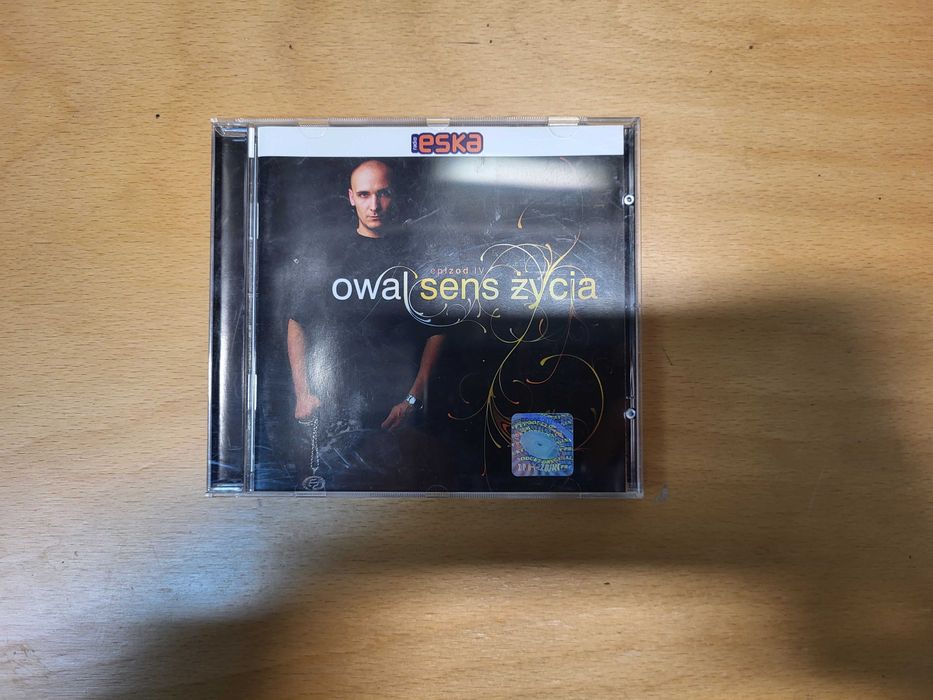 radio eska
epizod IV
owal sens życia